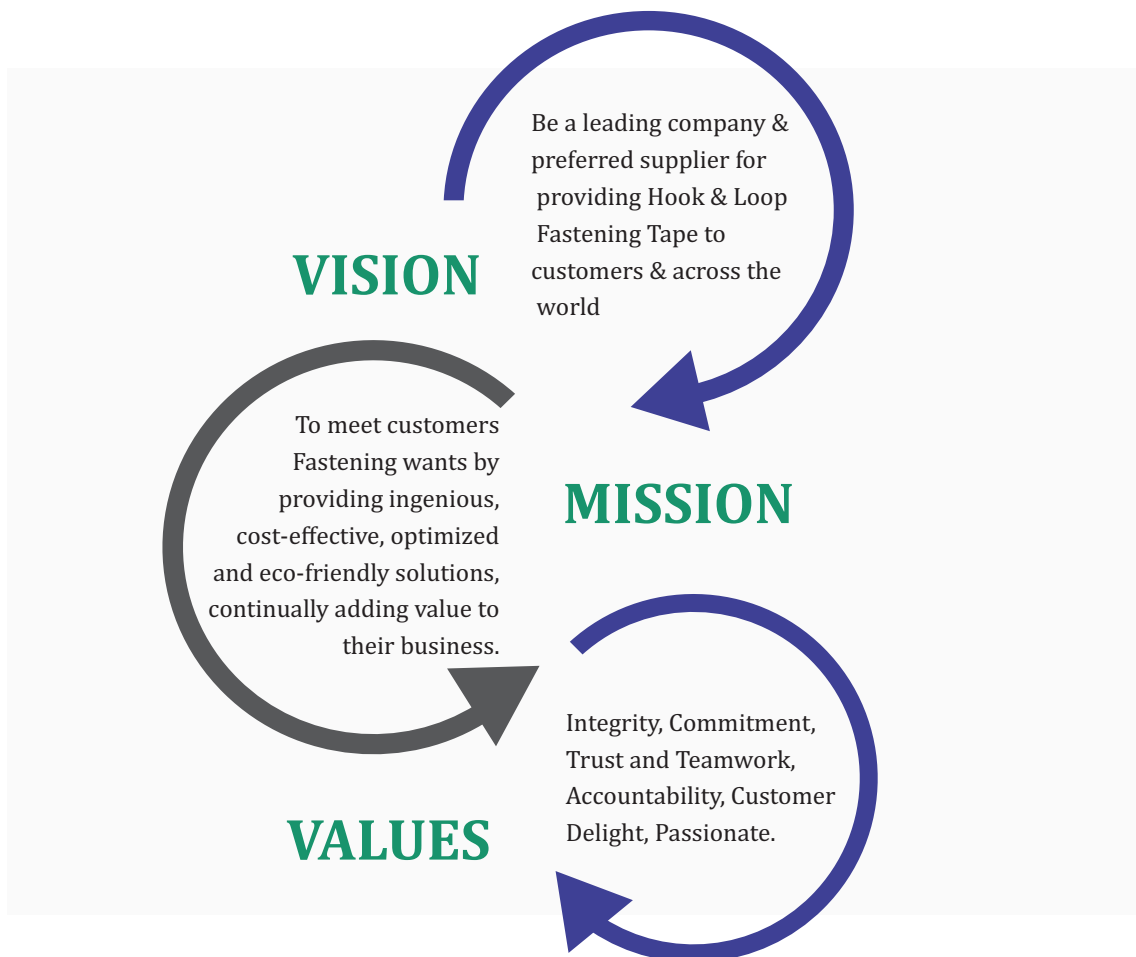 VISION
Be a leading company &
preferred supplier for
providing Hook & Loop
Fastening Tape to
customers & across the
world
MISSION
To meet customers
Fastening wants by
providing ingenious,
cost-effective, optimized
and eco-friendly solutions,
continually adding value to
their business.
VALUES
Integrity, Commitment,
Trust and Teamwork,
Accountability, Customer
Delight, Passionate.